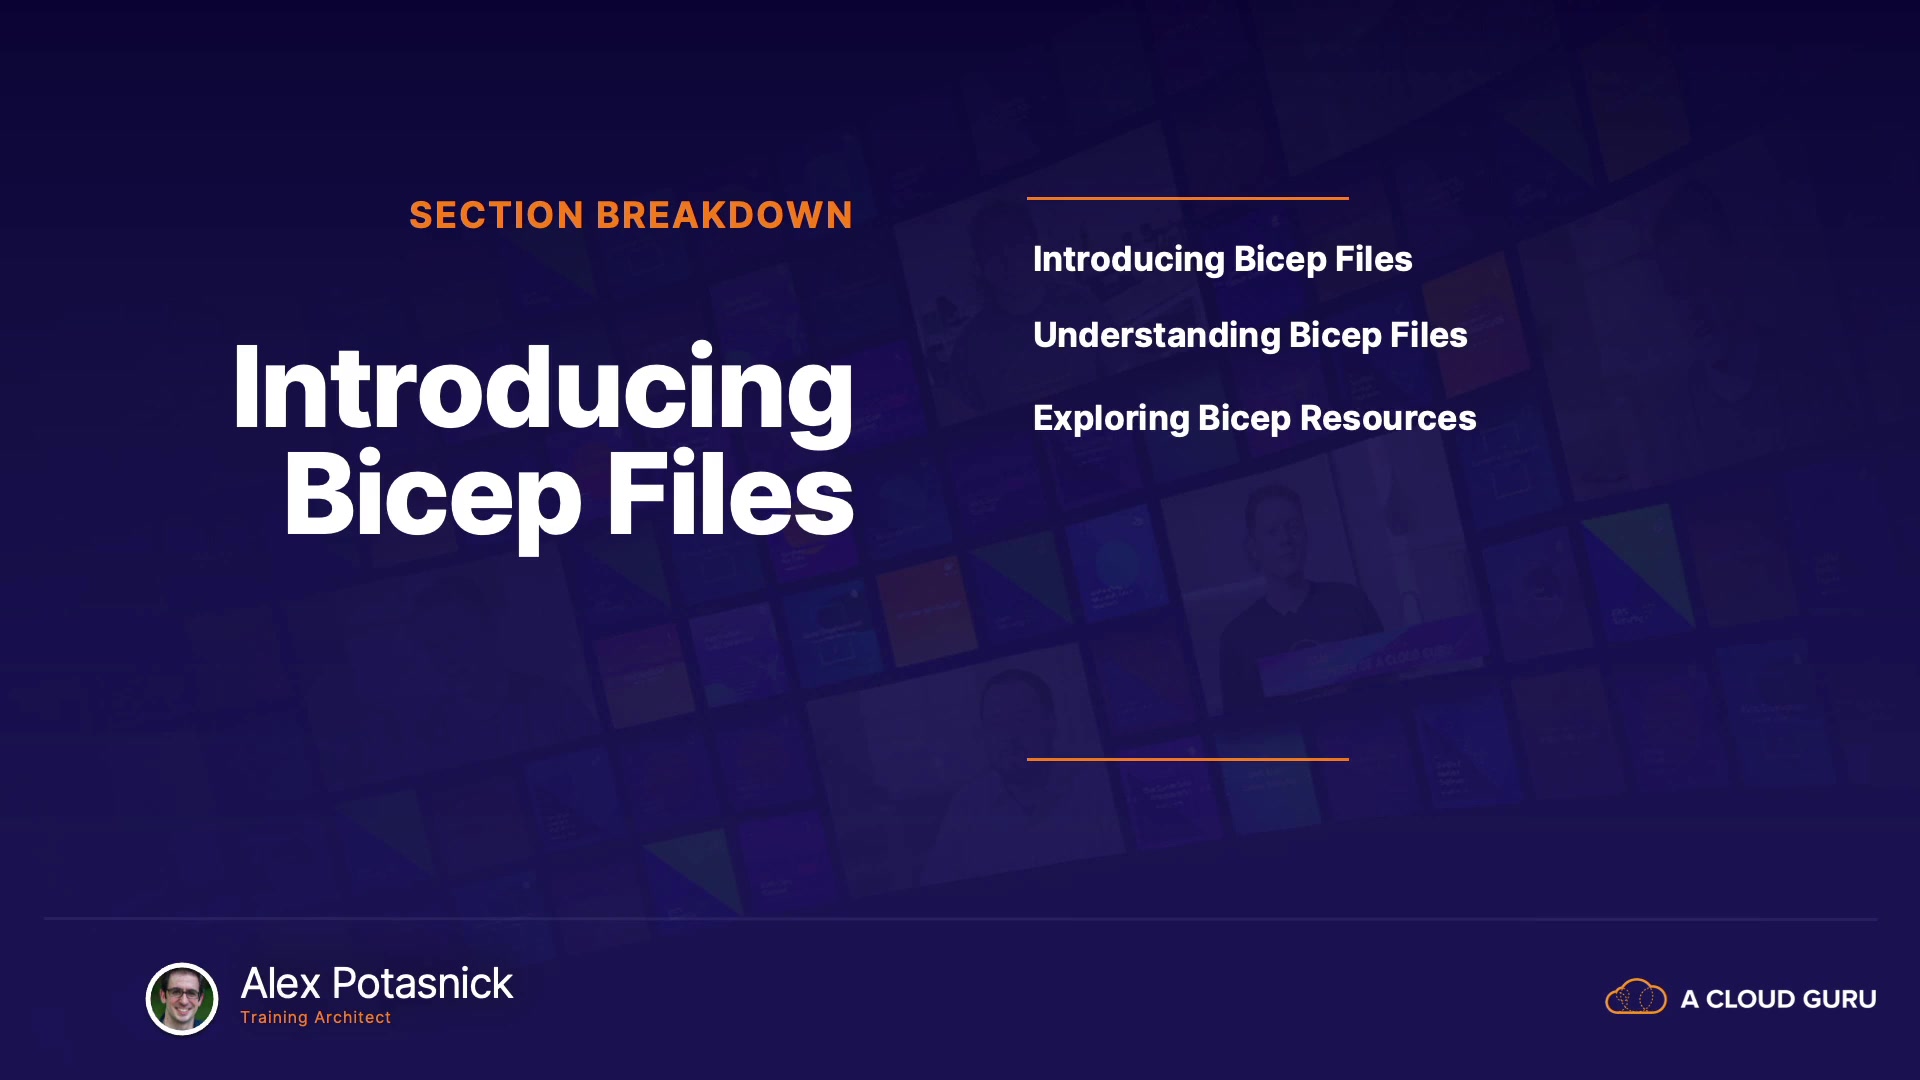 SECTION BREAKDOWN
Introducing
Bicep Files
Introducing Bicep Files
Understanding Bicep Files
Exploring Bicep Resources
Alex Potasnick
Training Architect
A CLOUD GURU